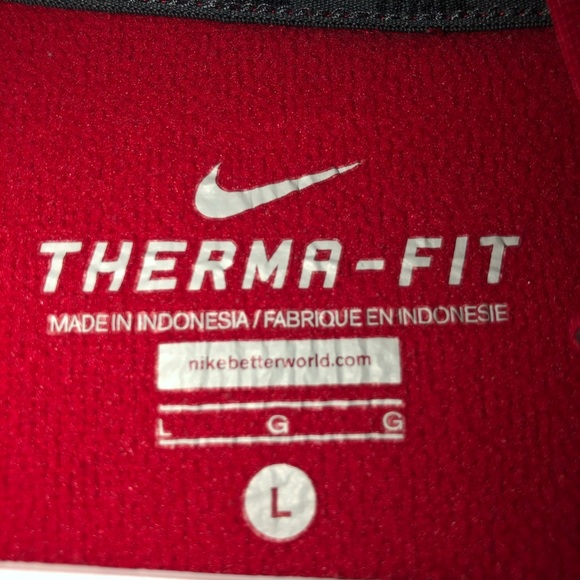 THERMA-FIT
MADE IN INDONESIA / FABRIQUE EN INDONESIE
nikebetterworld.com
L G G
L